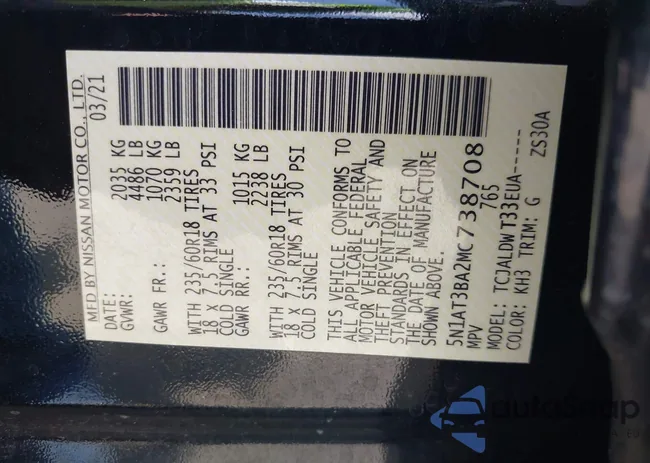 MFD BY NISSAN MOTOR CO., LTD.
DATE: 03/21
GVWR: 2035 KG
4486 LB
GAWR FR.: 1070 KG
2359 LB
WITH 235/60R18 TIRES
18 X 7.5 RIMS AT 33 PSI
COLD SINGLE
GAWR RR.: 1015 KG
2238 LB
WITH 235/60R18 TIRES
18 X 7.5 RIMS AT 30 PSI
COLD SINGLE
THIS VEHICLE CONFORMS TO
ALL APPLICABLE FEDERAL
MOTOR VEHICLE SAFETY AND
THEFT PREVENTION
STANDARDS IN EFFECT ON
THE DATE OF MANUFACTURE
SHOWN ABOVE.
5N1AT3BA2MC738708
MPV 765
MODEL: TCJALDWT33EUA-----
COLOR: KH3 TRIM: G ZS30A